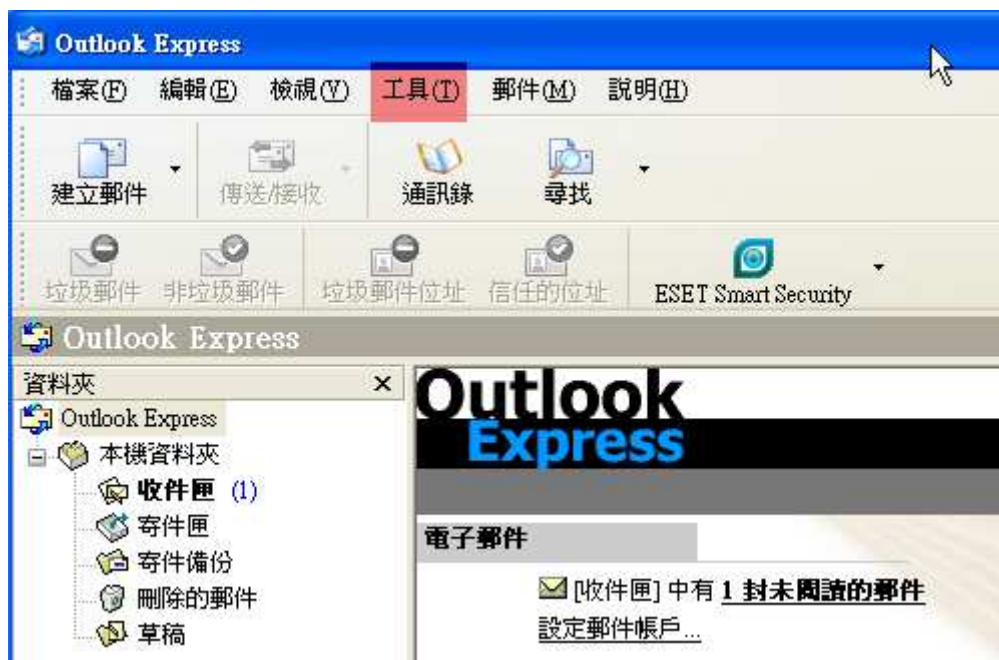 Outlook Express
檔案(F) 編輯(E) 檢視(V) 工具(T) 郵件(M) 說明(H)
建立郵件 傳送/接收 通訊錄 尋找
垃圾郵件 非垃圾郵件 垃圾郵件位址 信任的位址 ESET Smart Security
Outlook Express
資料夾 ×
Outlook Express
本機資料夾
收件匣 (1)
寄件匣
寄件備份
刪除的郵件
草稿
Outlook
Express
電子郵件
[收件匣] 中有 1 封未閱讀的郵件
設定郵件帳戶...